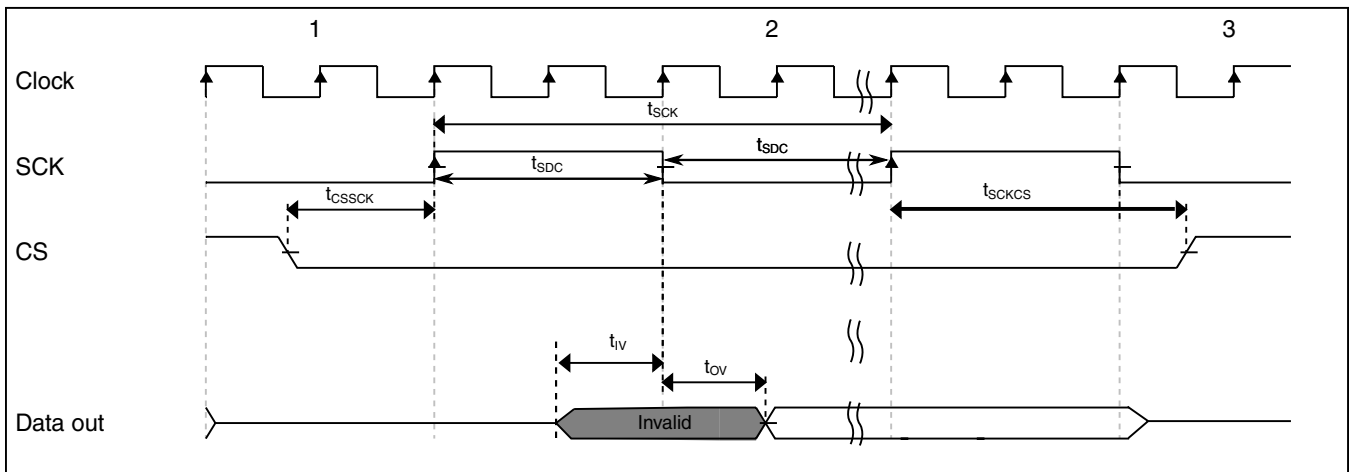 1 2 3
Clock
tSCK
SCK
tSDC
tSDC
tCSSCK
tSCKCS
CS
tIV
tOV
Data out
Invalid